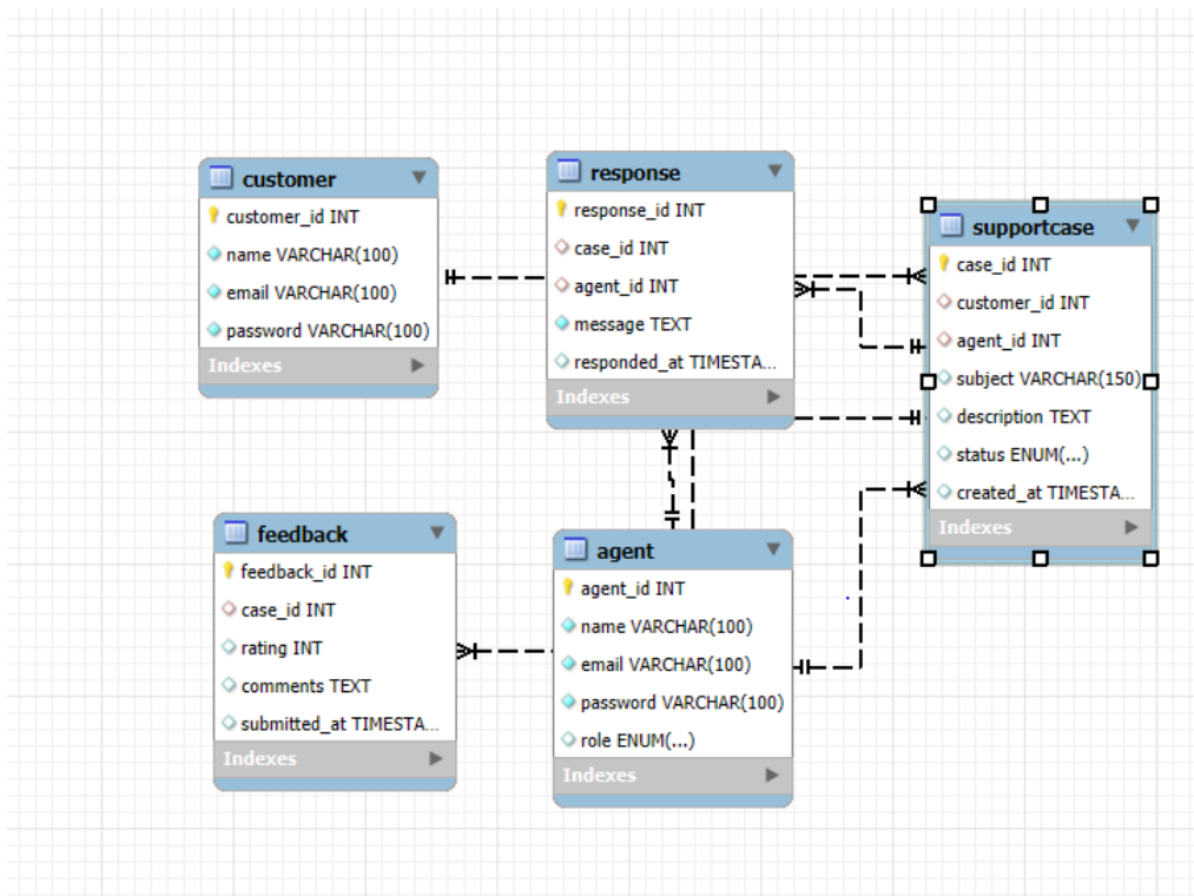 customer
customer_id INT
name VARCHAR(100)
email VARCHAR(100)
password VARCHAR(100)
Indexes
response
response_id INT
case_id INT
agent_id INT
message TEXT
responded_at TIMESTA...
Indexes
supportcase
case_id INT
customer_id INT
agent_id INT
subject VARCHAR(150)
description TEXT
status ENUM(...)
created_at TIMESTA...
Indexes
feedback
feedback_id INT
case_id INT
rating INT
comments TEXT
submitted_at TIMESTA...
Indexes
agent
agent_id INT
name VARCHAR(100)
email VARCHAR(100)
password VARCHAR(100)
role ENUM(...)
Indexes